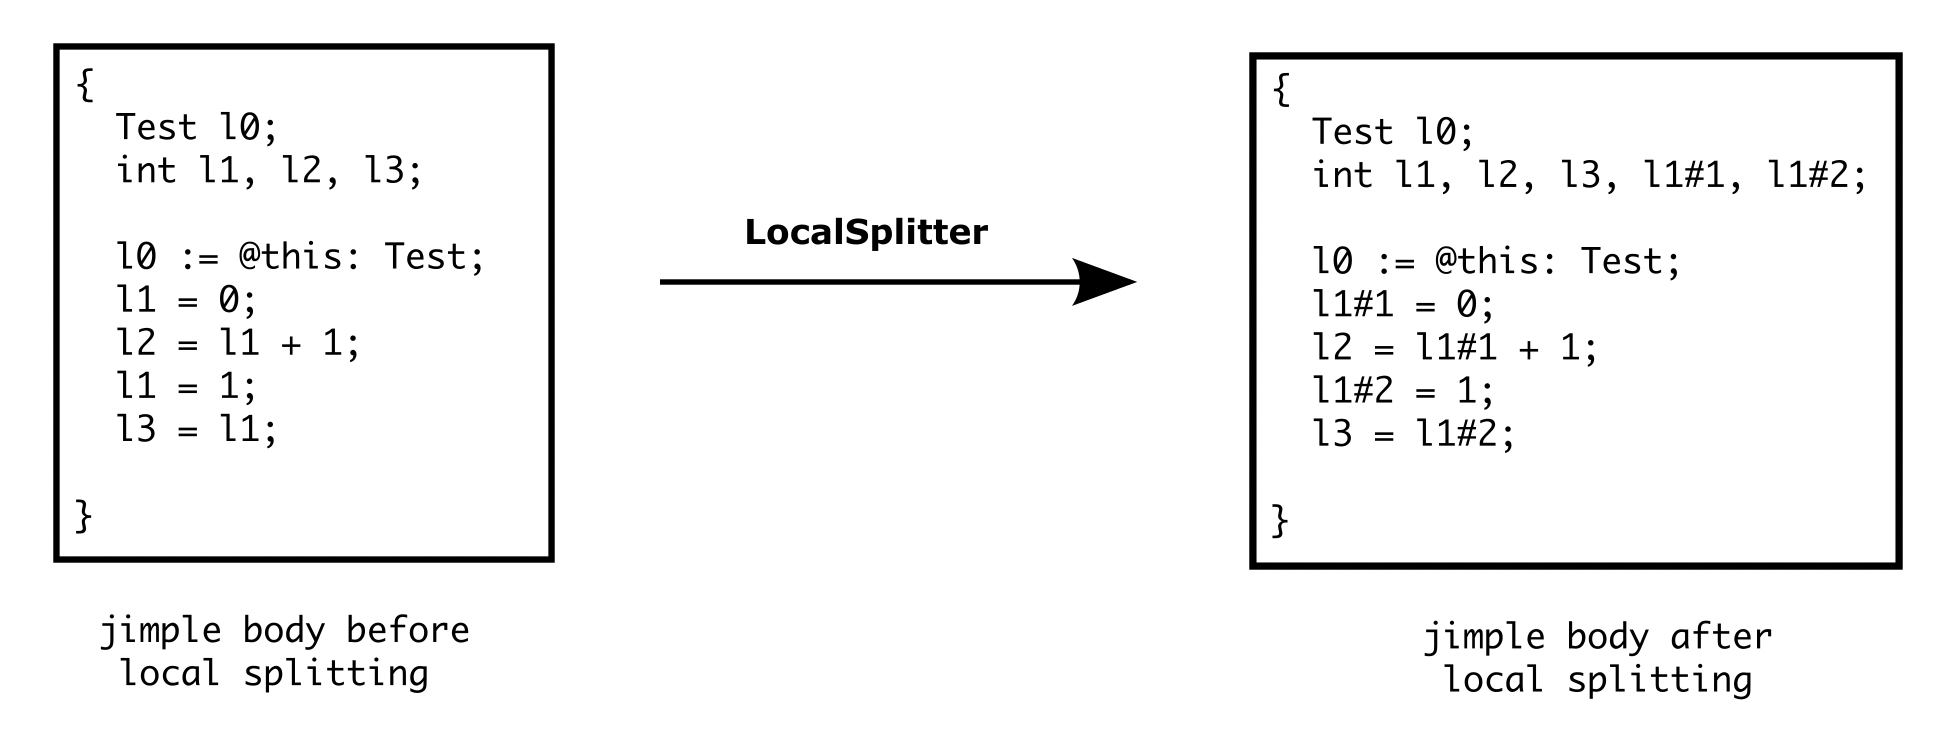 {
Test l0;
int l1, l2, l3;
l0 := @this: Test;
l1 = 0;
l2 = l1 + 1;
l1 = 1;
l3 = l1;
}
jimple body before
local splitting
LocalSplitter
{
Test l0;
int l1, l2, l3, l1#1, l1#2;
l0 := @this: Test;
l1#1 = 0;
l2 = l1#1 + 1;
l1#2 = 1;
l3 = l1#2;
}
jimple body after
local splitting